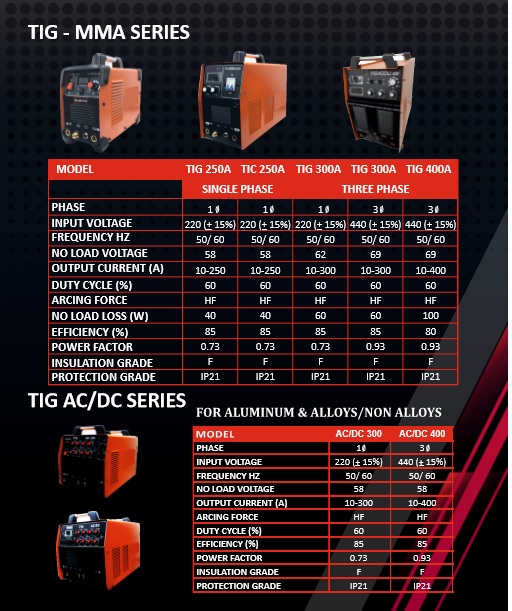 TIG - MMA SERIES
MODEL TIG 250A TIC 250A TIG 300A TIG 300A TIG 400A
SINGLE PHASE THREE PHASE
PHASE 1ø 1ø 1ø 3ø 3ø
INPUT VOLTAGE 220 (± 15%) 220 (± 15%) 220 (± 15%) 440 (± 15%) 440 (± 15%)
FREQUENCY HZ 50/ 60 50/ 60 50/ 60 50/ 60 50/ 60
NO LOAD VOLTAGE 58 58 62 69 69
OUTPUT CURRENT (A) 10-250 10-250 10-300 10-300 10-400
DUTY CYCLE (%) 60 60 60 60 60
ARCING FORCE HF HF HF HF HF
NO LOAD LOSS (W) 40 40 60 60 100
EFFICIENCY (%) 85 85 85 85 80
POWER FACTOR 0.73 0.73 0.73 0.93 0.93
INSULATION GRADE F F F F F
PROTECTION GRADE IP21 IP21 IP21 IP21 IP21
TIG AC/DC SERIES
FOR ALUMINUM & ALLOYS/NON ALLOYS
MODEL AC/DC 300 AC/DC 400
PHASE 1ø 3ø
INPUT VOLTAGE 220 (± 15%) 440 (± 15%)
FREQUENCY HZ 50/ 60 50/ 60
NO LOAD VOLTAGE 58 58
OUTPUT CURRENT (A) 10-300 10-400
ARCING FORCE HF HF
DUTY CYCLE (%) 60 60
EFFICIENCY (%) 85 85
POWER FACTOR 0.73 0.93
INSULATION GRADE F F
PROTECTION GRADE IP21 IP21